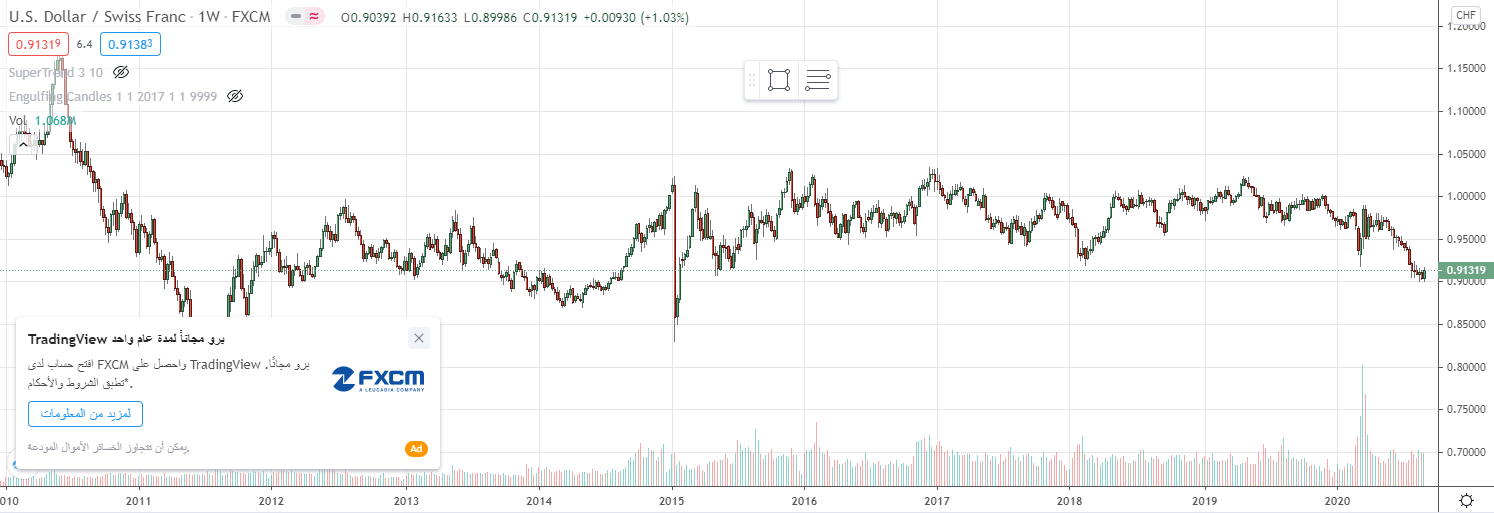 U.S. Dollar / Swiss Franc · 1W · FXCM
O0.90392 H0.91633 L0.89986 C0.91319 +0.00930 (+1.03%)
CHF
0.91319 6.4 0.91383
SuperTrend 3 10
Engulfing Candles 1 1 2017 1 1 9999
Vol 1.068M
1.20000
1.15000
1.10000
1.05000
1.00000
0.95000
0.91319
0.90000
0.85000
0.80000
0.75000
0.70000
TradingView برو مجاناً لمدة عام واحد
افتح حساب لدى FXCM واحصل على TradingView برو مجانًا.
*تطبق الشروط والأحكام.
FXCM
A LEUCADIA COMPANY
لمزيد من المعلومات
يمكن أن تتجاوز الخسائر الأموال المودعة.
Ad
010 2011 2012 2013 2014 2015 2016 2017 2018 2019 2020